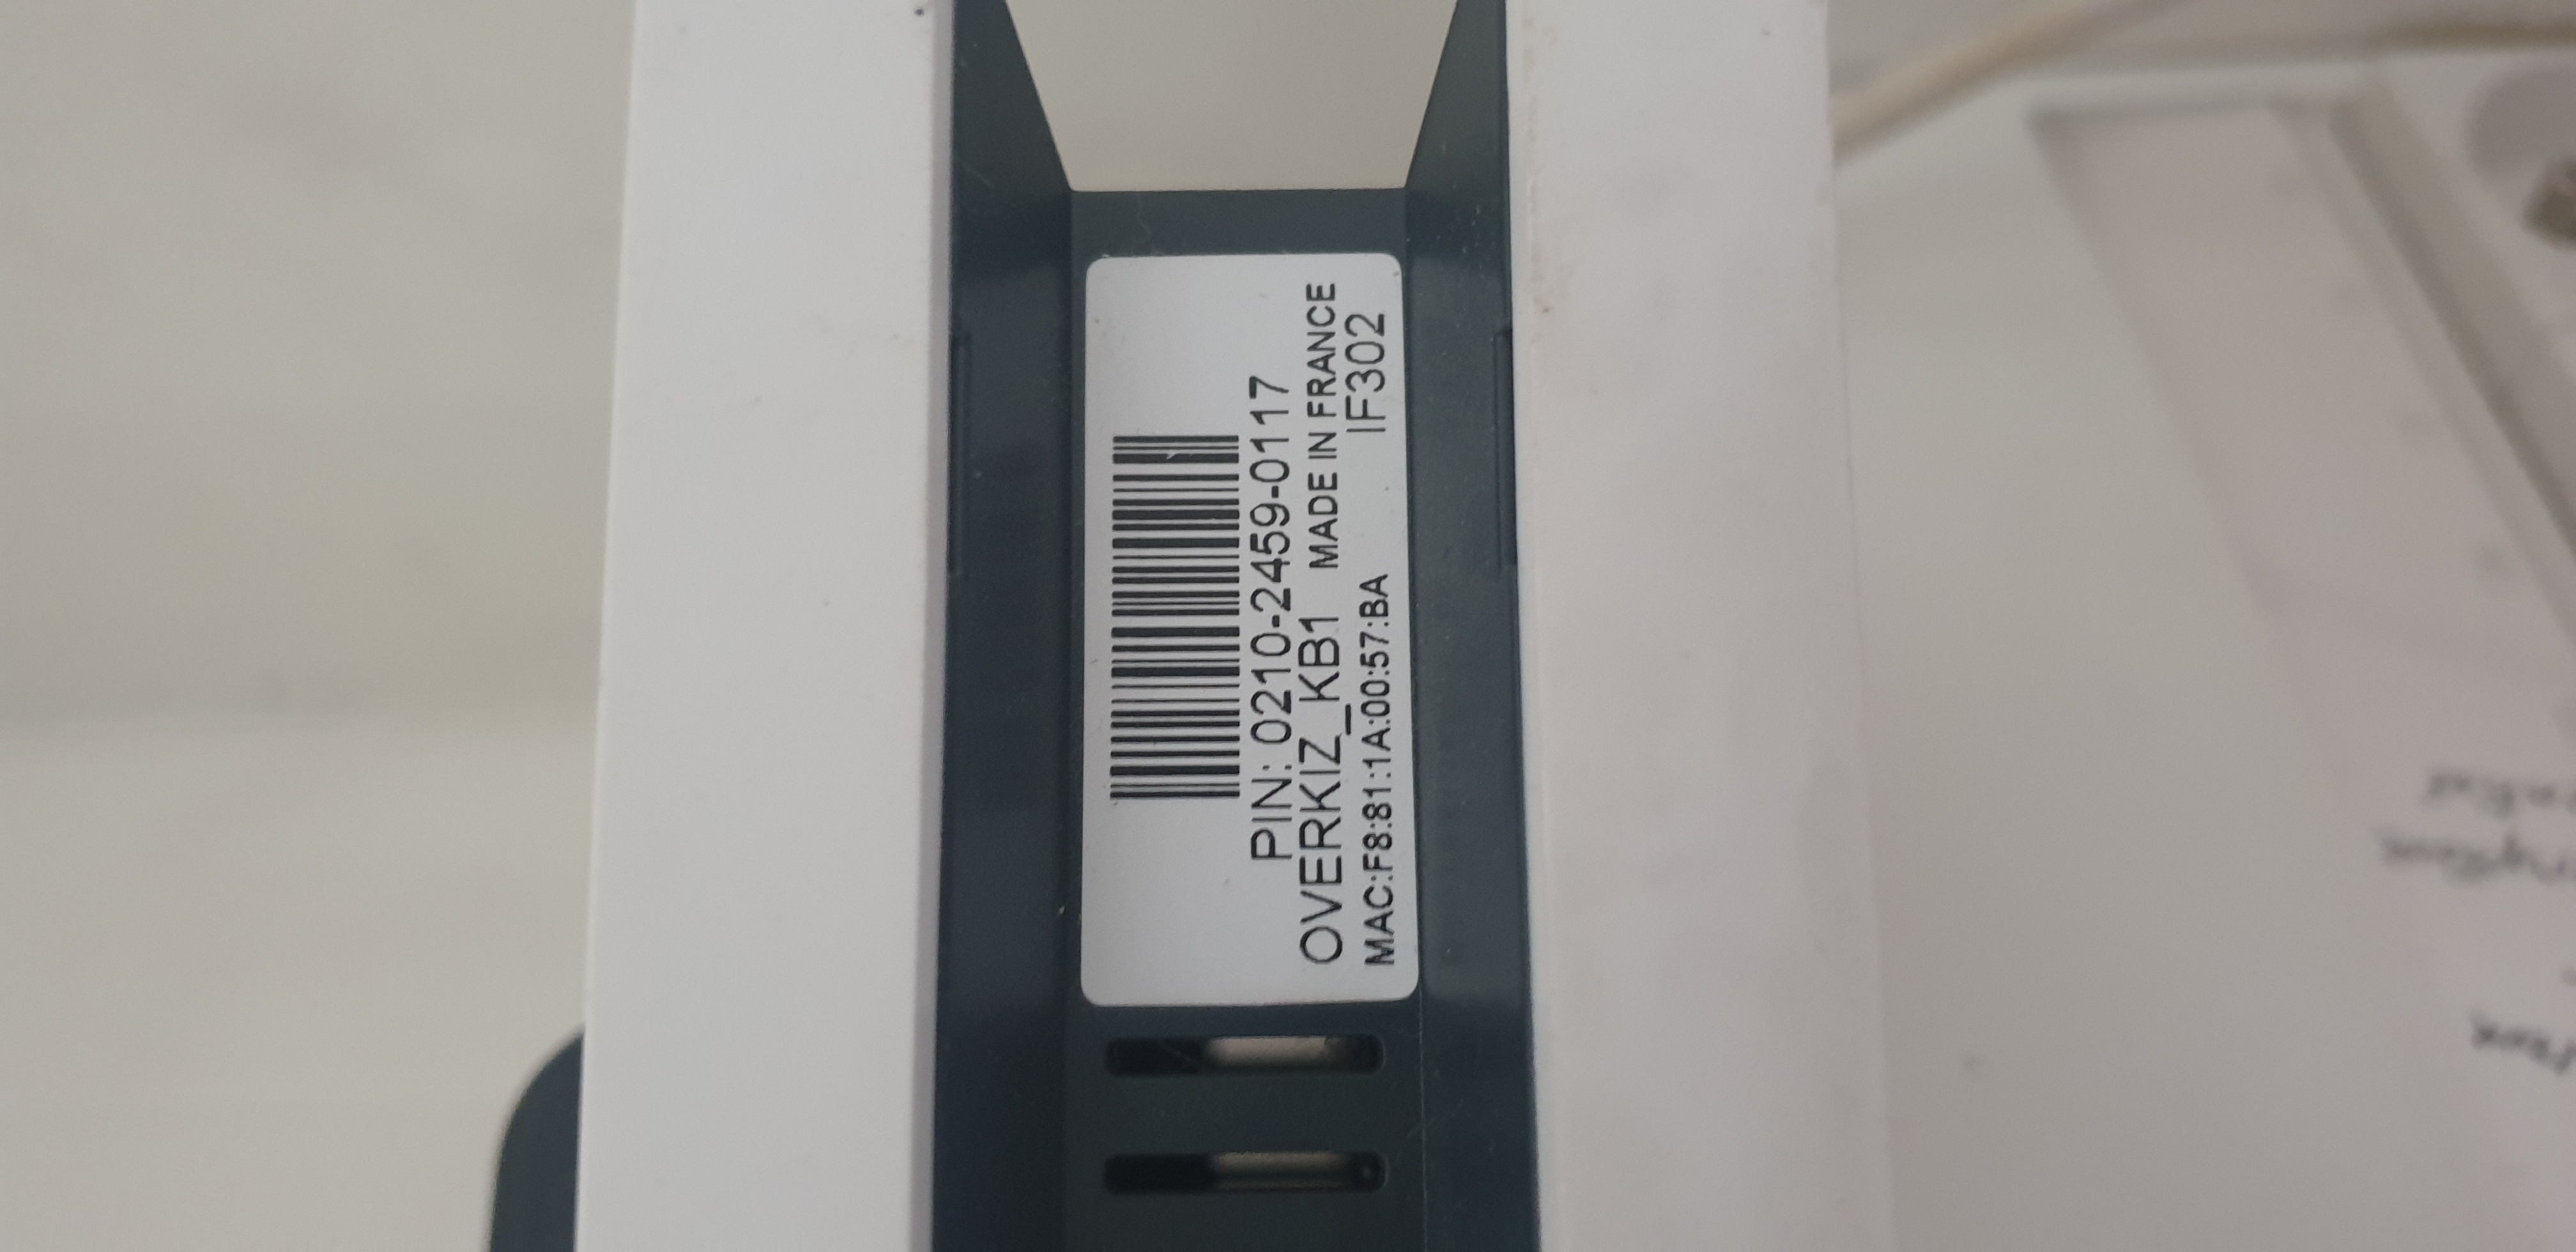 PIN: 0210-2459-0117
OVERKIZ_KB1 MADE IN FRANCE
MAC:F8:81:1A:00:57:BA IF302